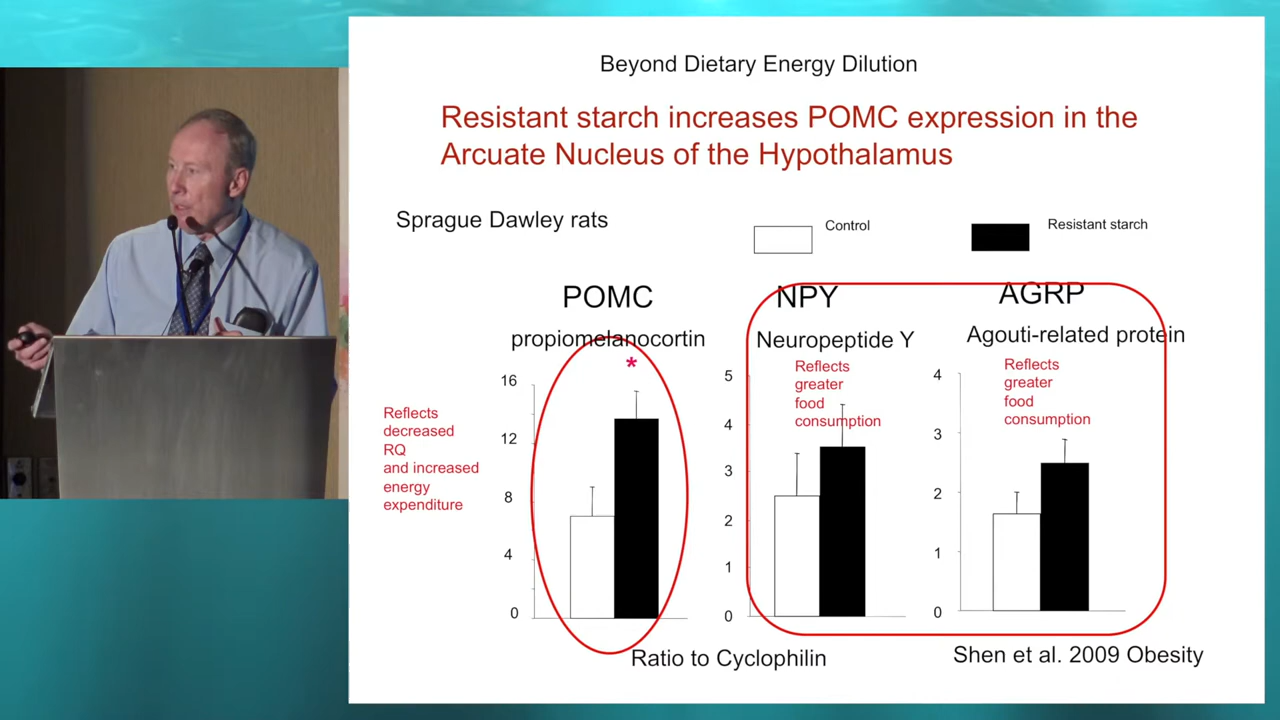 Beyond Dietary Energy Dilution
Resistant starch increases POMC expression in the
Arcuate Nucleus of the Hypothalamus
Sprague Dawley rats
Control
Resistant starch
POMC
propiomelanocortin
*
Reflects
decreased
RQ
and increased
energy
expenditure
16
12
8
4
0
NPY
Neuropeptide Y
Reflects
greater
food
consumption
5
4
3
2
1
0
AGRP
Agouti-related protein
Reflects
greater
food
consumption
4
3
2
1
0
Ratio to Cyclophilin
Shen et al. 2009 Obesity